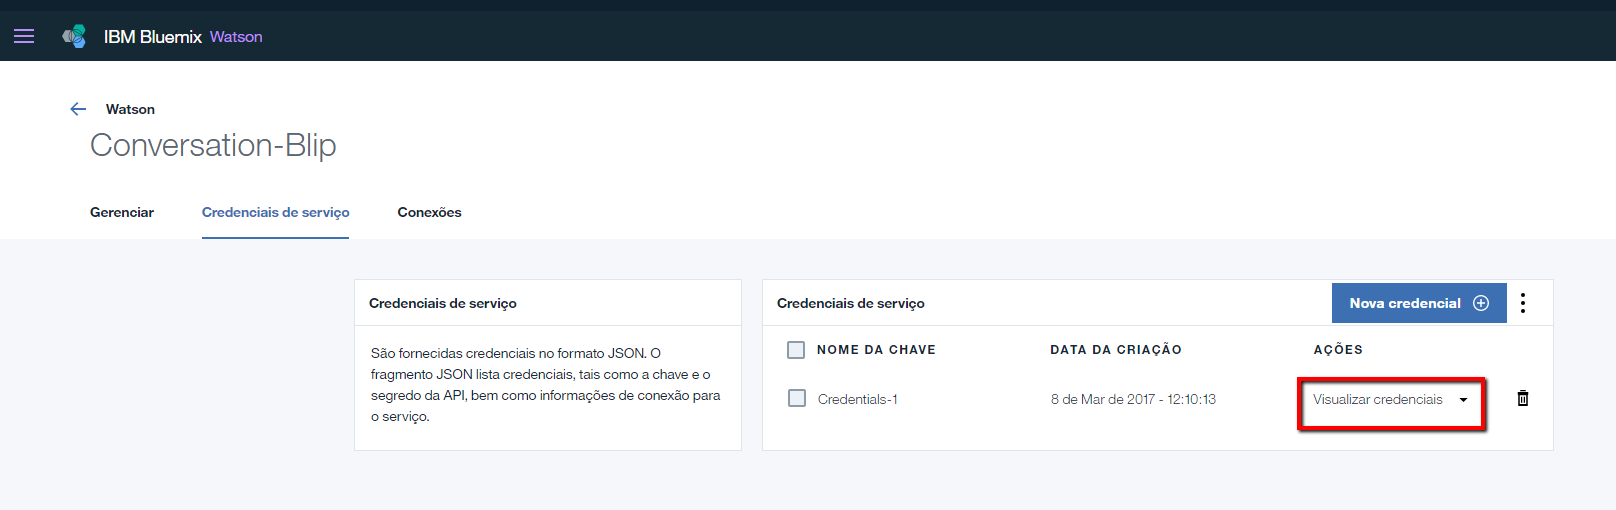 IBM Bluemix Watson
Watson
Conversation-Blip
Gerenciar Credenciais de serviço Conexões
Credenciais de serviço
São fornecidas credenciais no formato JSON. O
fragmento JSON lista credenciais, tais como a chave e o
segredo da API, bem como informações de conexão para
o serviço.
Credenciais de serviço Nova credencial
NOME DA CHAVE DATA DA CRIAÇÃO AÇÕES
Credentials-1 8 de Mar de 2017 - 12:10:13 Visualizar credenciais